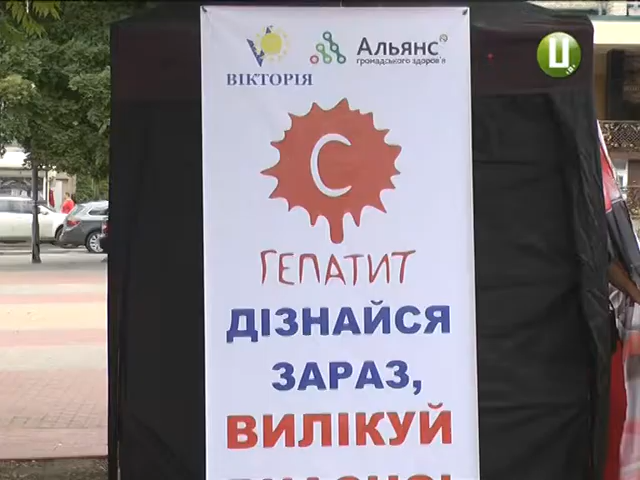 ВІКТОРІЯ
Альянс
громадського здоров'я
Ц
С
ГЕПАТИТ
ДІЗНАЙСЯ
ЗАРАЗ,
ВИЛІКУЙ